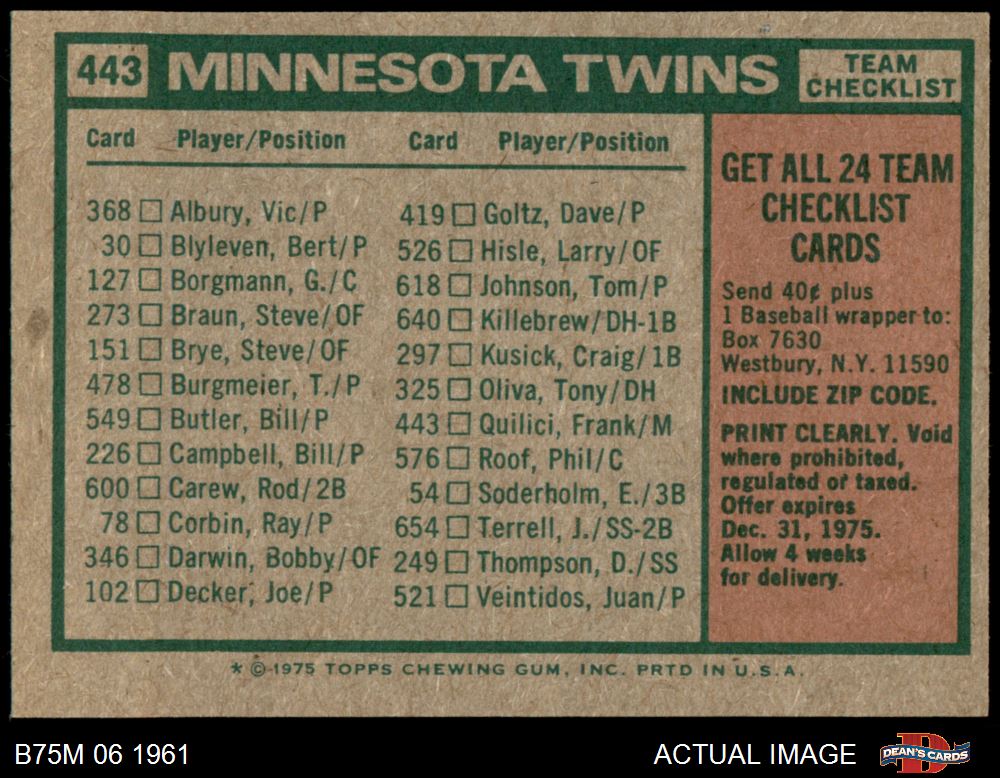 443 MINNESOTA TWINS TEAM CHECKLIST
Card Player/Position
368 Albury, Vic/P
30 Blyleven, Bert/P
127 Borgmann, G./C
273 Braun, Steve/OF
151 Brye, Steve/OF
478 Burgmeier, T./P
549 Butler, Bill/P
226 Campbell, Bill/P
600 Carew, Rod/2B
78 Corbin, Ray/P
346 Darwin, Bobby/OF
102 Decker, Joe/P
Card Player/Position
419 Goltz, Dave/P
526 Hisle, Larry/OF
618 Johnson, Tom/P
640 Killebrew/DH-1B
297 Kusick, Craig/1B
325 Oliva, Tony/DH
443 Quilici, Frank/M
576 Roof, Phil/C
54 Soderholm, E./3B
654 Terrell, J./SS-2B
249 Thompson, D./SS
521 Veintidos, Juan/P
GET ALL 24 TEAM
CHECKLIST
CARDS
Send 40¢ plus
1 Baseball wrapper to:
Box 7630
Westbury, N.Y. 11590
INCLUDE ZIP CODE.
PRINT CLEARLY. Void
where prohibited,
regulated or taxed.
Offer expires
Dec. 31, 1975.
Allow 4 weeks
for delivery.
* © 1975 TOPPS CHEWING GUM, INC. PRTD IN U.S.A.
B75M 06 1961
ACTUAL IMAGE
DEAN'S CARDS